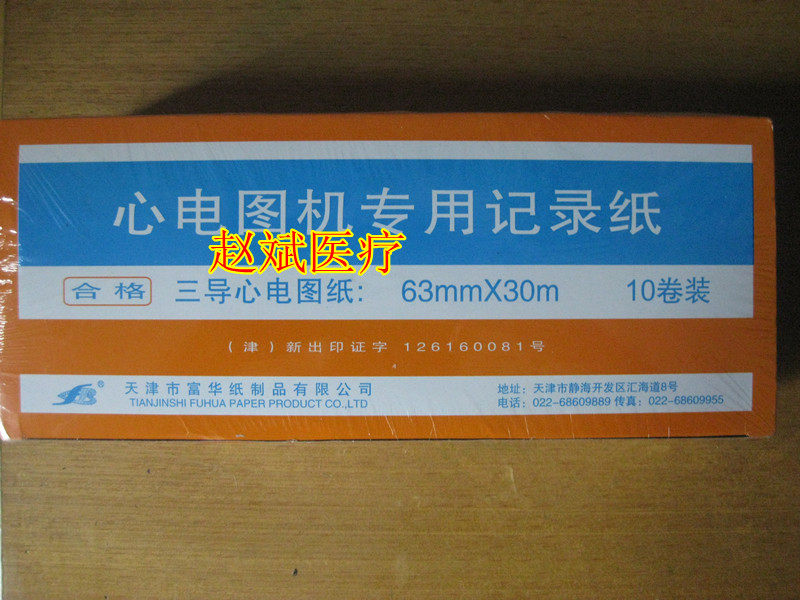 心电图机专用记录纸
赵斌医疗
合格 三导心电图纸: 63mmX30m 10卷装
(津)新出印证字 126160081号
天津市富华纸制品有限公司
TIANJINSHI FUHUA PAPER PRODUCT CO.,LTD
地址: 天津市静海开发区汇海道8号
电话: 022-68609889 传真: 022-68609955